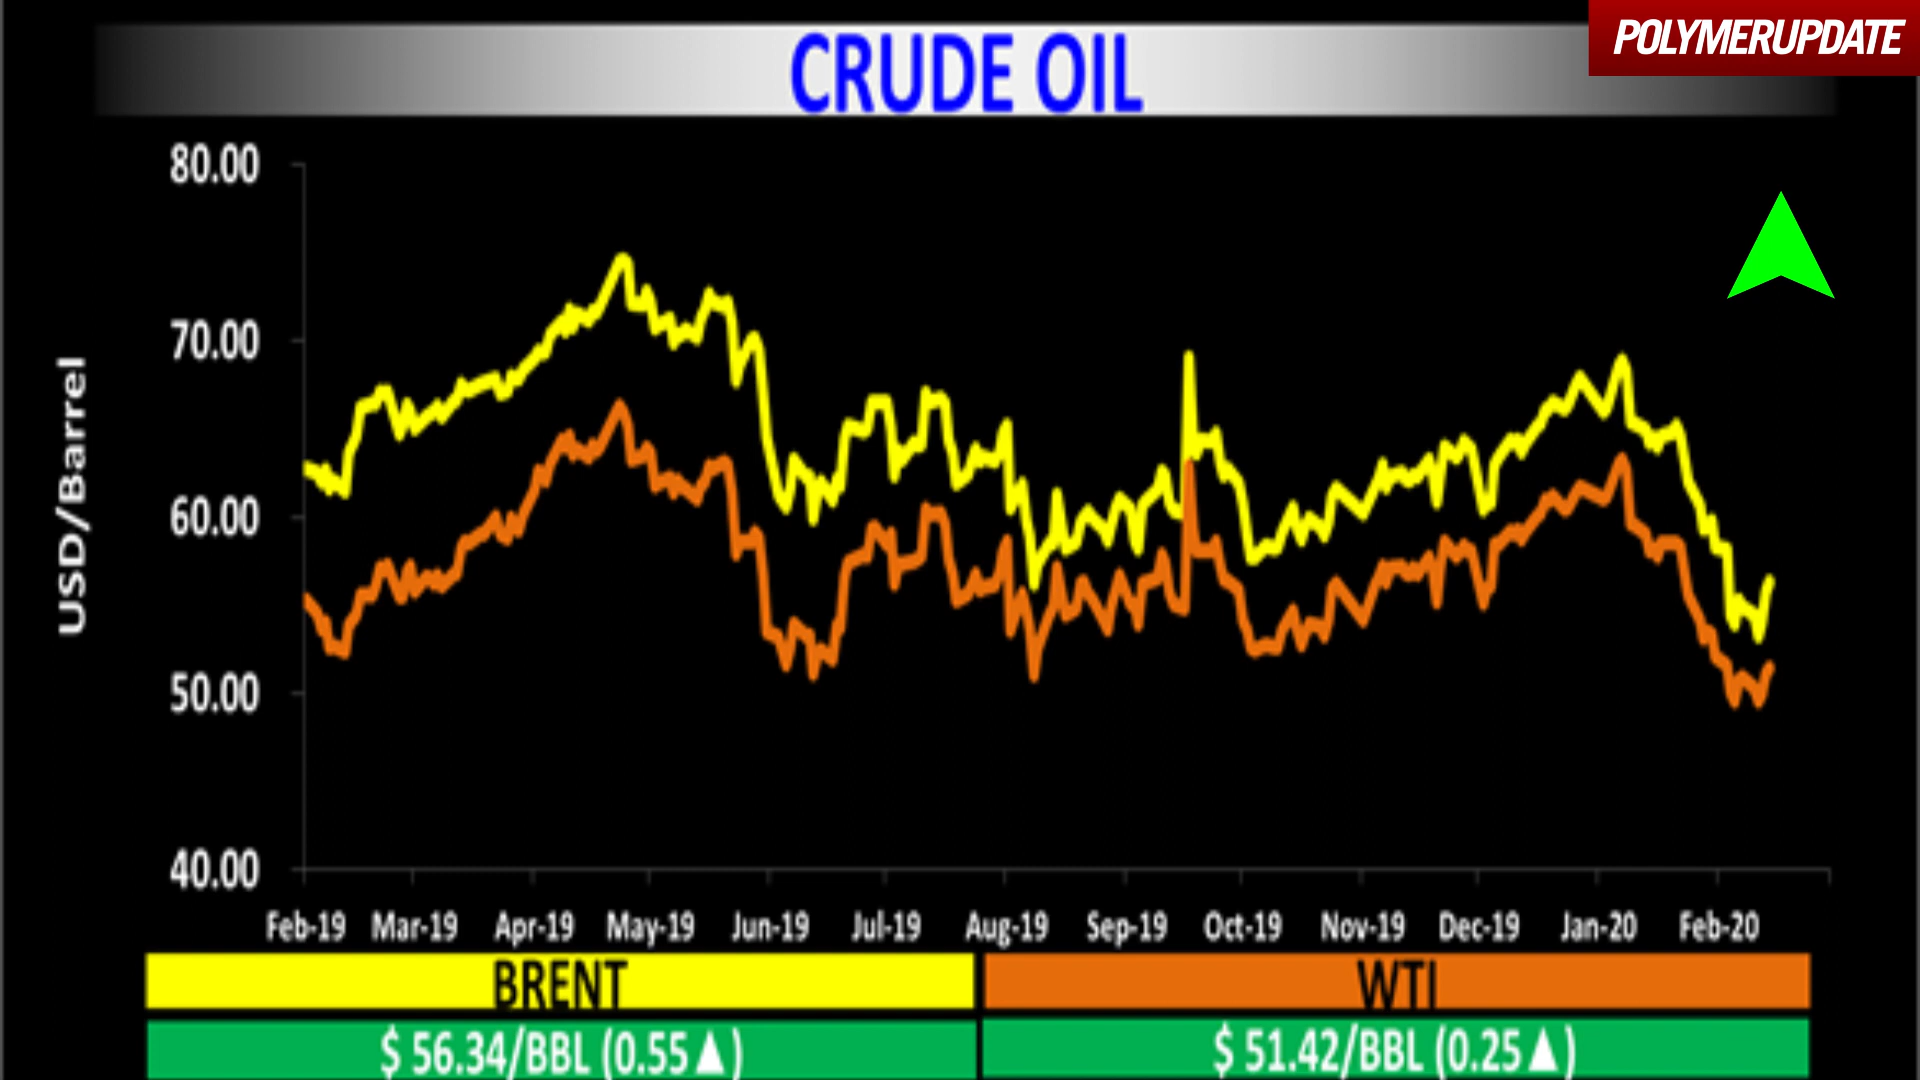 POLYMERUPDATE
CRUDE OIL
USD/Barrel
80.00
70.00
60.00
50.00
40.00
Feb-19 Mar-19 Apr-19 May-19 Jun-19 Jul-19 Aug-19 Sep-19 Oct-19 Nov-19 Dec-19 Jan-20 Feb-20
BRENT WTI
$ 56.34/BBL (0.55▲) $ 51.42/BBL (0.25▲)